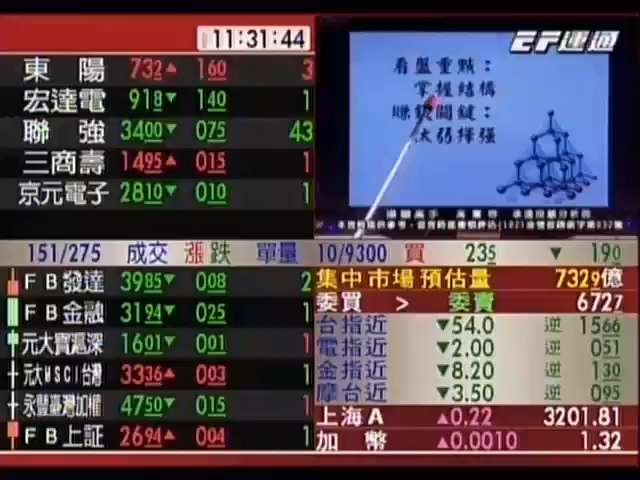 11:31:44
東陽 732▲ 160 3
宏達電 918▼ 140 1
聯強 3400▼ 075 43
三商壽 1495▲ 015 1
京元電子 2810▼ 010 1
EF 運通
看盤重點：
掌握結構
賺錢關鍵：
汰弱擇强
151/275 成交 漲跌 單量
FB發達 3985▼ 008 2
FB金融 3194▼ 025 1
元大寶滬深 1601▼ 001 1
元大MSCI台灣 3336▲ 003 1
永豐臺灣加權 4750▼ 015 1
FB上証 2694▲ 004 1
10/9300 買 235 ▼ 190
集中市場預估量 7329億
委買 > 委賣 6727
台指近 ▼54.0 逆 1566
電指近 ▼2.00 逆 051
金指近 ▼8.20 逆 130
摩台近 ▼3.50 逆 095
上海A ▲0.22 3201.81
加幣 ▲0.0010 1.32